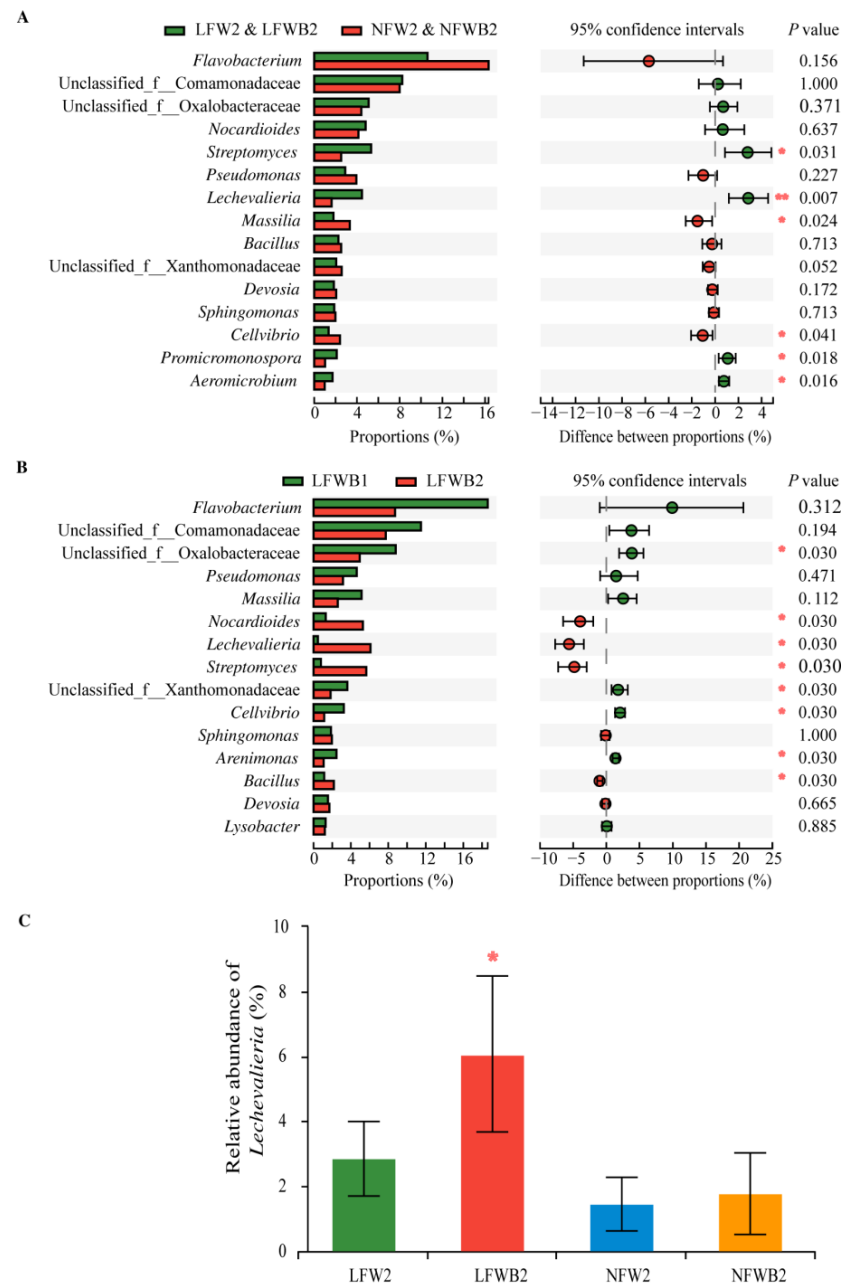 A
LFW2 & LFWB2 NFW2 & NFWB2 95% confidence intervals P value
Flavobacterium 0.156
Unclassified_f__Comamonadaceae 1.000
Unclassified_f__Oxalobacteraceae 0.371
Nocardioides 0.637
Streptomyces * 0.031
Pseudomonas 0.227
Lechevalieria ** 0.007
Massilia * 0.024
Bacillus 0.713
Unclassified_f__Xanthomonadaceae 0.052
Devosia 0.172
Sphingomonas 0.713
Cellvibrio * 0.041
Promicromonospora * 0.018
Aeromicrobium * 0.016
0 4 8 12 16 −14 −12 −10 −8 −6 −4 −2 0 2 4
Proportions (%) Diffence between proportions (%)
B
LFWB1 LFWB2 95% confidence intervals P value
Flavobacterium 0.312
Unclassified_f__Comamonadaceae 0.194
Unclassified_f__Oxalobacteraceae * 0.030
Pseudomonas 0.471
Massilia 0.112
Nocardioides * 0.030
Lechevalieria * 0.030
Streptomyces * 0.030
Unclassified_f__Xanthomonadaceae * 0.030
Cellvibrio * 0.030
Sphingomonas 1.000
Arenimonas * 0.030
Bacillus * 0.030
Devosia 0.665
Lysobacter 0.885
0 4 8 12 16 −10 −5 0 5 10 15 20 25
Proportions (%) Diffence between proportions (%)
C
Relative abundance of
Lechevalieria (%)
10
8
6
4
2
0
*
LFW2 LFWB2 NFW2 NFWB2